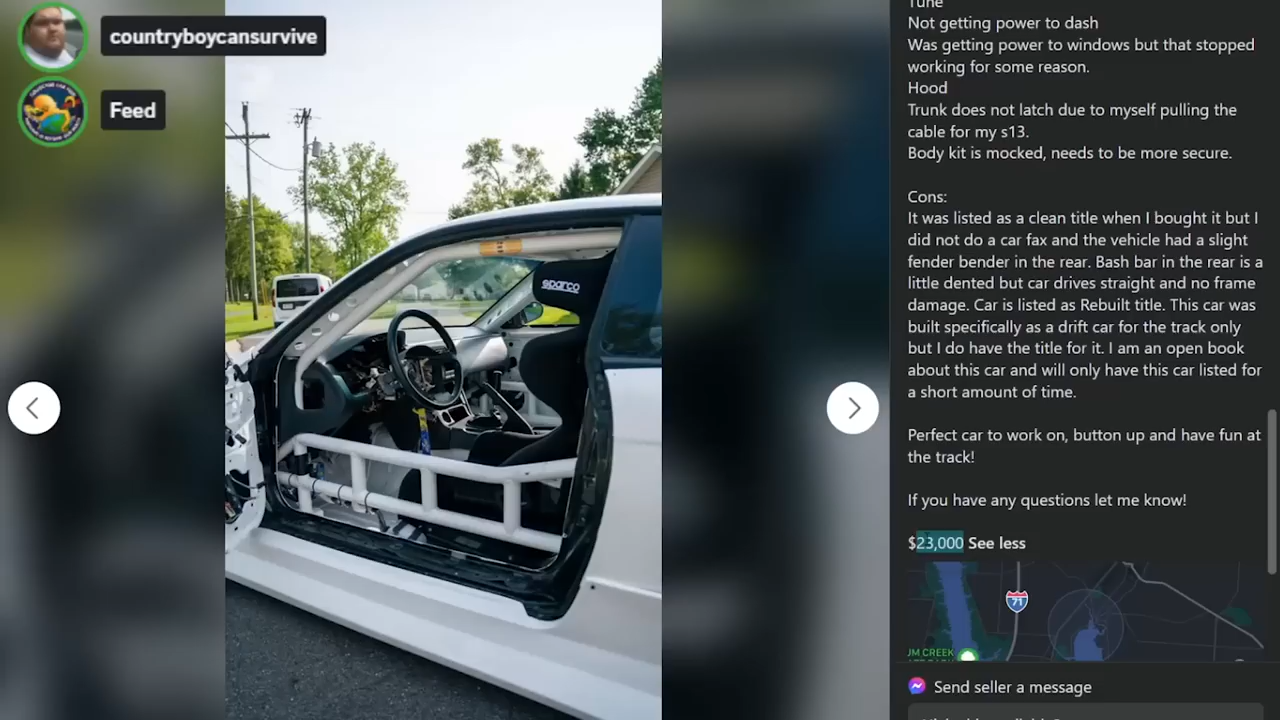 countryboycansurvive
Feed
sparco
Tune
Not getting power to dash
Was getting power to windows but that stopped
working for some reason.
Hood
Trunk does not latch due to myself pulling the
cable for my s13.
Body kit is mocked, needs to be more secure.
Cons:
It was listed as a clean title when I bought it but I
did not do a car fax and the vehicle had a slight
fender bender in the rear. Bash bar in the rear is a
little dented but car drives straight and no frame
damage. Car is listed as Rebuilt title. This car was
built specifically as a drift car for the track only
but I do have the title for it. I am an open book
about this car and will only have this car listed for
a short amount of time.
Perfect car to work on, button up and have fun at
the track!
If you have any questions let me know!
$23,000 See less
71
UM CREEK
Send seller a message